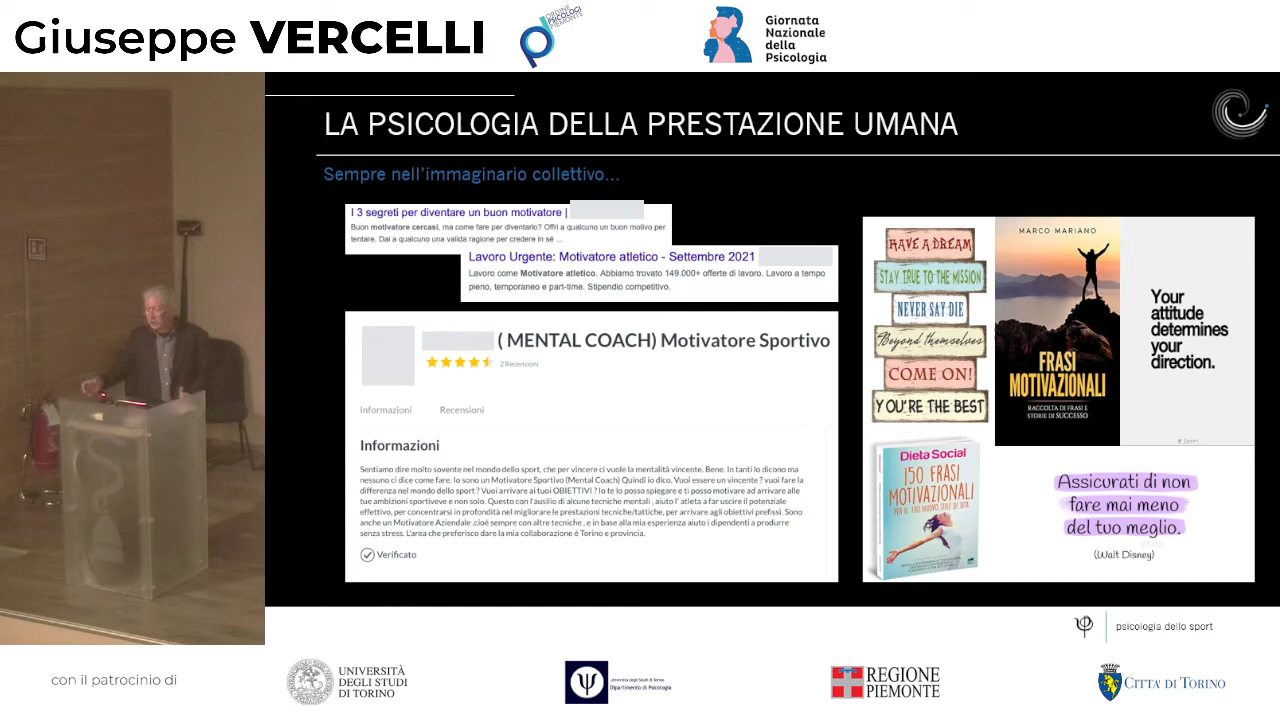 Giuseppe VERCELLI
ORDINE
PSICOLOGI
PIEMONTE
Giornata
Nazionale
della
Psicologia
LA PSICOLOGIA DELLA PRESTAZIONE UMANA
Sempre nell'immaginario collettivo...
I 3 segreti per diventare un buon motivatore |
Buon motivatore cercasi, ma come fare per diventarlo? Offri a qualcuno un buon motivo per
tentare. Dai a qualcuno una valida ragione per credere in sé ...
Lavoro Urgente: Motivatore atletico - Settembre 2021
Lavoro come Motivatore atletico. Abbiamo trovato 149.000+ offerte di lavoro. Lavoro a tempo
pieno, temporaneo e part-time. Stipendio competitivo.
( MENTAL COACH) Motivatore Sportivo
2 Recensioni
Informazioni Recensioni
Informazioni
Sentiamo dire molto sovente nel mondo dello sport, che per vincere ci vuole la mentalità vincente. Bene. In tanti lo dicono ma
nessuno ci dice come fare. Io sono un Motivatore Sportivo (Mental Coach) Quindi io dico. Vuoi essere un vincente ? vuoi fare la
differenza nel mondo dello sport ? Vuoi arrivare ai tuoi OBIETTIVI ? Io te lo posso spiegare e ti posso motivare ad arrivare alle
tue ambizioni sportive e non solo. Questo con l'ausilio di alcune tecniche mentali , aiuto l' atleta a far uscire il potenziale
effettivo, per concentrarsi in profondità nel migliorare le prestazioni tecniche/tattiche, per arrivare agli obiettivi prefissi. Sono
anche un Motivatore Aziendale ,cioè sempre con altre tecniche , e in base alla mia esperienza aiuto i dipendenti a produrre
senza stress. L'area che preferisco dare la mia collaborazione è Torino e provincia.
Verificato
HAVE A DREAM
STAY TRUE TO THE MISSION
NEVER SAY DIE
Beyond themselves
COME ON!
YOU'RE THE BEST
MARCO MARIANO
FRASI
MOTIVAZIONALI
RACCOLTA DI FRASI E
STORIE DI SUCCESSO
Your
attitude
determines
your
direction.
Dieta Social
150 FRASI
MOTIVAZIONALI
PER IL TUO NUOVO STILE DI VITA
Assicurati di non
fare mai meno
del tuo meglio.
(Walt Disney)
psicologia dello sport
con il patrocinio di
UNIVERSITÀ
DEGLI STUDI
DI TORINO
Università degli Studi di Torino
Dipartimento di Psicologia
REGIONE
PIEMONTE
CITTA' DI TORINO